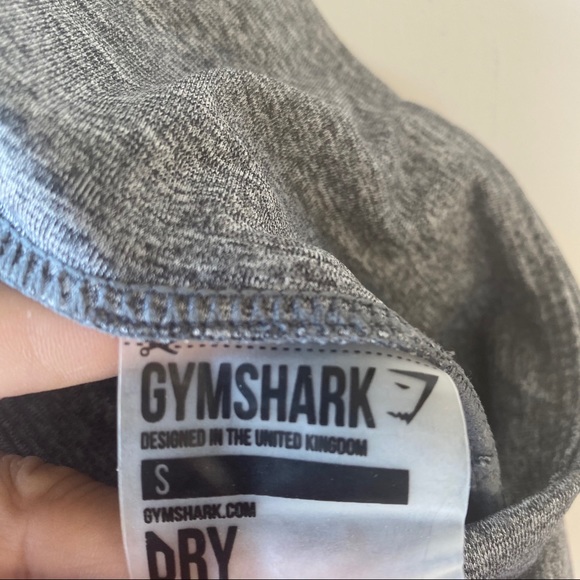 GYMSHARK
DESIGNED IN THE UNITED KINGDOM
S
GYMSHARK.COM
DRY